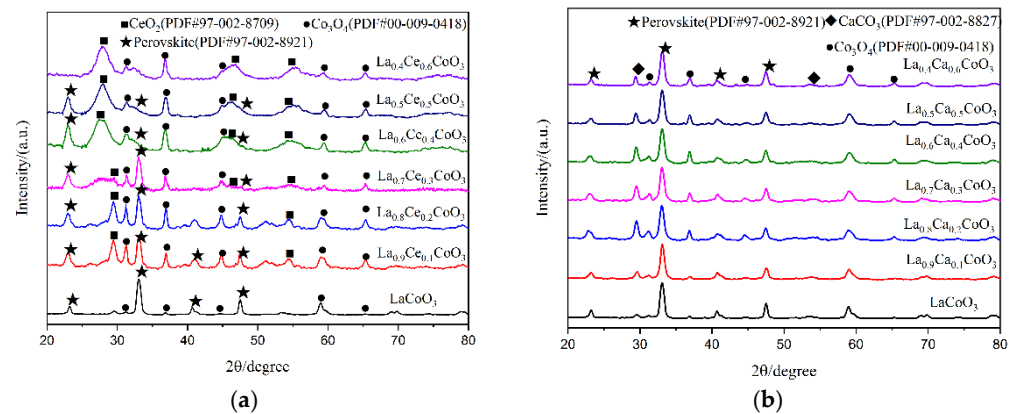 ■CeO₂(PDF#97-002-8709) ●Co₃O₄(PDF#00-009-0418)
★Perovskite(PDF#97-002-8921)
La₀.₄Ce₀.₆CoO₃
La₀.₅Ce₀.₅CoO₃
La₀.₆Ce₀.₄CoO₃
La₀.₇Ce₀.₃CoO₃
La₀.₈Ce₀.₂CoO₃
La₀.₉Ce₀.₁CoO₃
LaCoO₃
Intensity/(a.u.)
20 30 40 50 60 70 80
2θ/degree
(a)
★Perovskite(PDF#97-002-8921) ◆CaCO₃(PDF#97-002-8827)
●Co₃O₄(PDF#00-009-0418)
La₀.₄Ca₀.₆CoO₃
La₀.₅Ca₀.₅CoO₃
La₀.₆Ca₀.₄CoO₃
La₀.₇Ca₀.₃CoO₃
La₀.₈Ca₀.₂CoO₃
La₀.₉Ca₀.₁CoO₃
LaCoO₃
Intensity/(a.u.)
20 30 40 50 60 70 80
2θ/degree
(b)